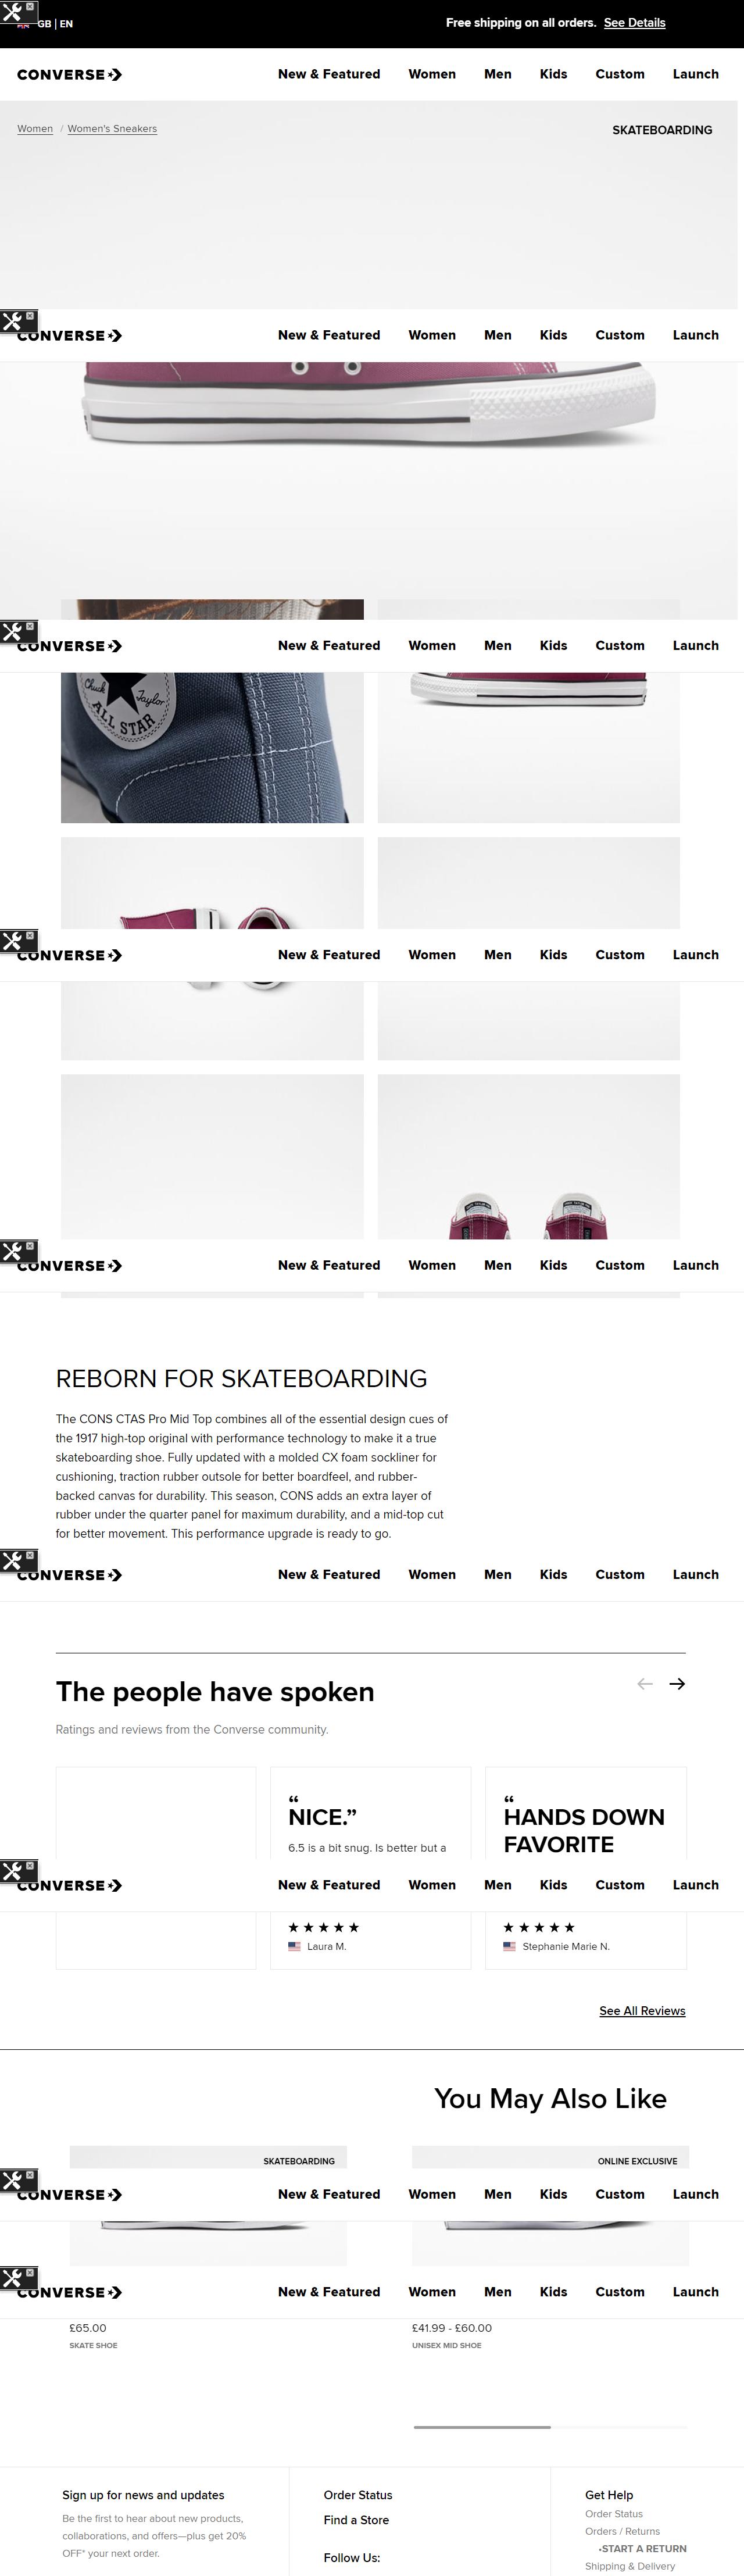 GB | EN
Free shipping on all orders. See Details
CONVERSE
New & Featured Women Men Kids Custom Launch
Women / Women's Sneakers
SKATEBOARDING
CONVERSE
New & Featured Women Men Kids Custom Launch
CONVERSE
New & Featured Women Men Kids Custom Launch
Chuck Taylor
ALL STAR
CONVERSE
New & Featured Women Men Kids Custom Launch
CONVERSE
New & Featured Women Men Kids Custom Launch
REBORN FOR SKATEBOARDING
The CONS CTAS Pro Mid Top combines all of the essential design cues of
the 1917 high-top original with performance technology to make it a true
skateboarding shoe. Fully updated with a molded CX foam sockliner for
cushioning, traction rubber outsole for better boardfeel, and rubber-
backed canvas for durability. This season, CONS adds an extra layer of
rubber under the quarter panel for maximum durability, and a mid-top cut
for better movement. This performance upgrade is ready to go.
CONVERSE
New & Featured Women Men Kids Custom Launch
The people have spoken
Ratings and reviews from the Converse community.
“
NICE.”
6.5 is a bit snug. Is better but a
“
HANDS DOWN
FAVORITE
CONVERSE
New & Featured Women Men Kids Custom Launch
★ ★ ★ ★ ★
Laura M.
★ ★ ★ ★ ★
Stephanie Marie N.
See All Reviews
You May Also Like
SKATEBOARDING
ONLINE EXCLUSIVE
CONVERSE
New & Featured Women Men Kids Custom Launch
CONVERSE
New & Featured Women Men Kids Custom Launch
£65.00
SKATE SHOE
£41.99 - £60.00
UNISEX MID SHOE
Sign up for news and updates
Be the first to hear about new products,
collaborations, and offers—plus get 20%
OFF* your next order.
Order Status
Find a Store
Follow Us:
Get Help
Order Status
Orders / Returns
•START A RETURN
Shipping & Delivery